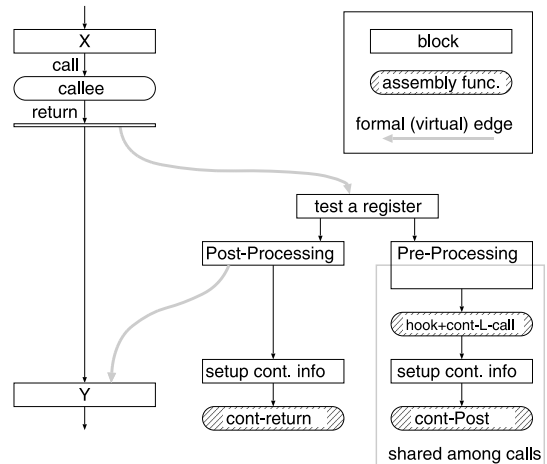 X
call
callee
return
Y
block
assembly func.
formal (virtual) edge
test a register
Post-Processing
Pre-Processing
hook+cont-L-call
setup cont. info
setup cont. info
cont-return
cont-Post
shared among calls